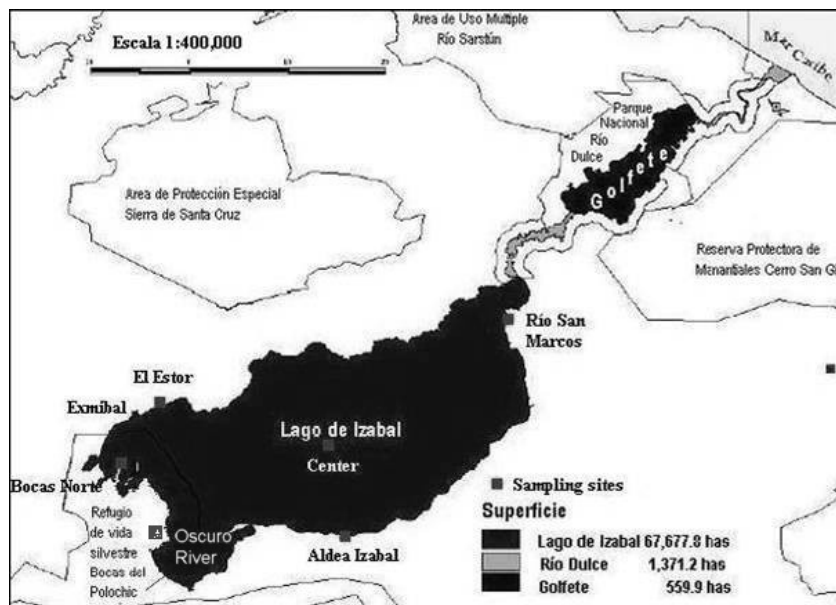 Area de Uso Multiple
Río Sarstún
Escala 1:400,000
Mar Caribe
Parque
Nacional
Río
Dulce
Golfete
Area de Protección Especial
Sierra de Santa Cruz
Reserva Protectora de
Manantiales Cerro San Gi
Río San
Marcos
El Estor
Exmibal
Lago de Izabal
Center
Bocas Norte
Sampling sites
Refugio
de vida
silvestre
Bocas del
Polochic
Oscuro
River
Aldea Izabal
Superficie
Lago de Izabal 67,677.8 has
Río Dulce 1,371.2 has
Golfete 559.9 has